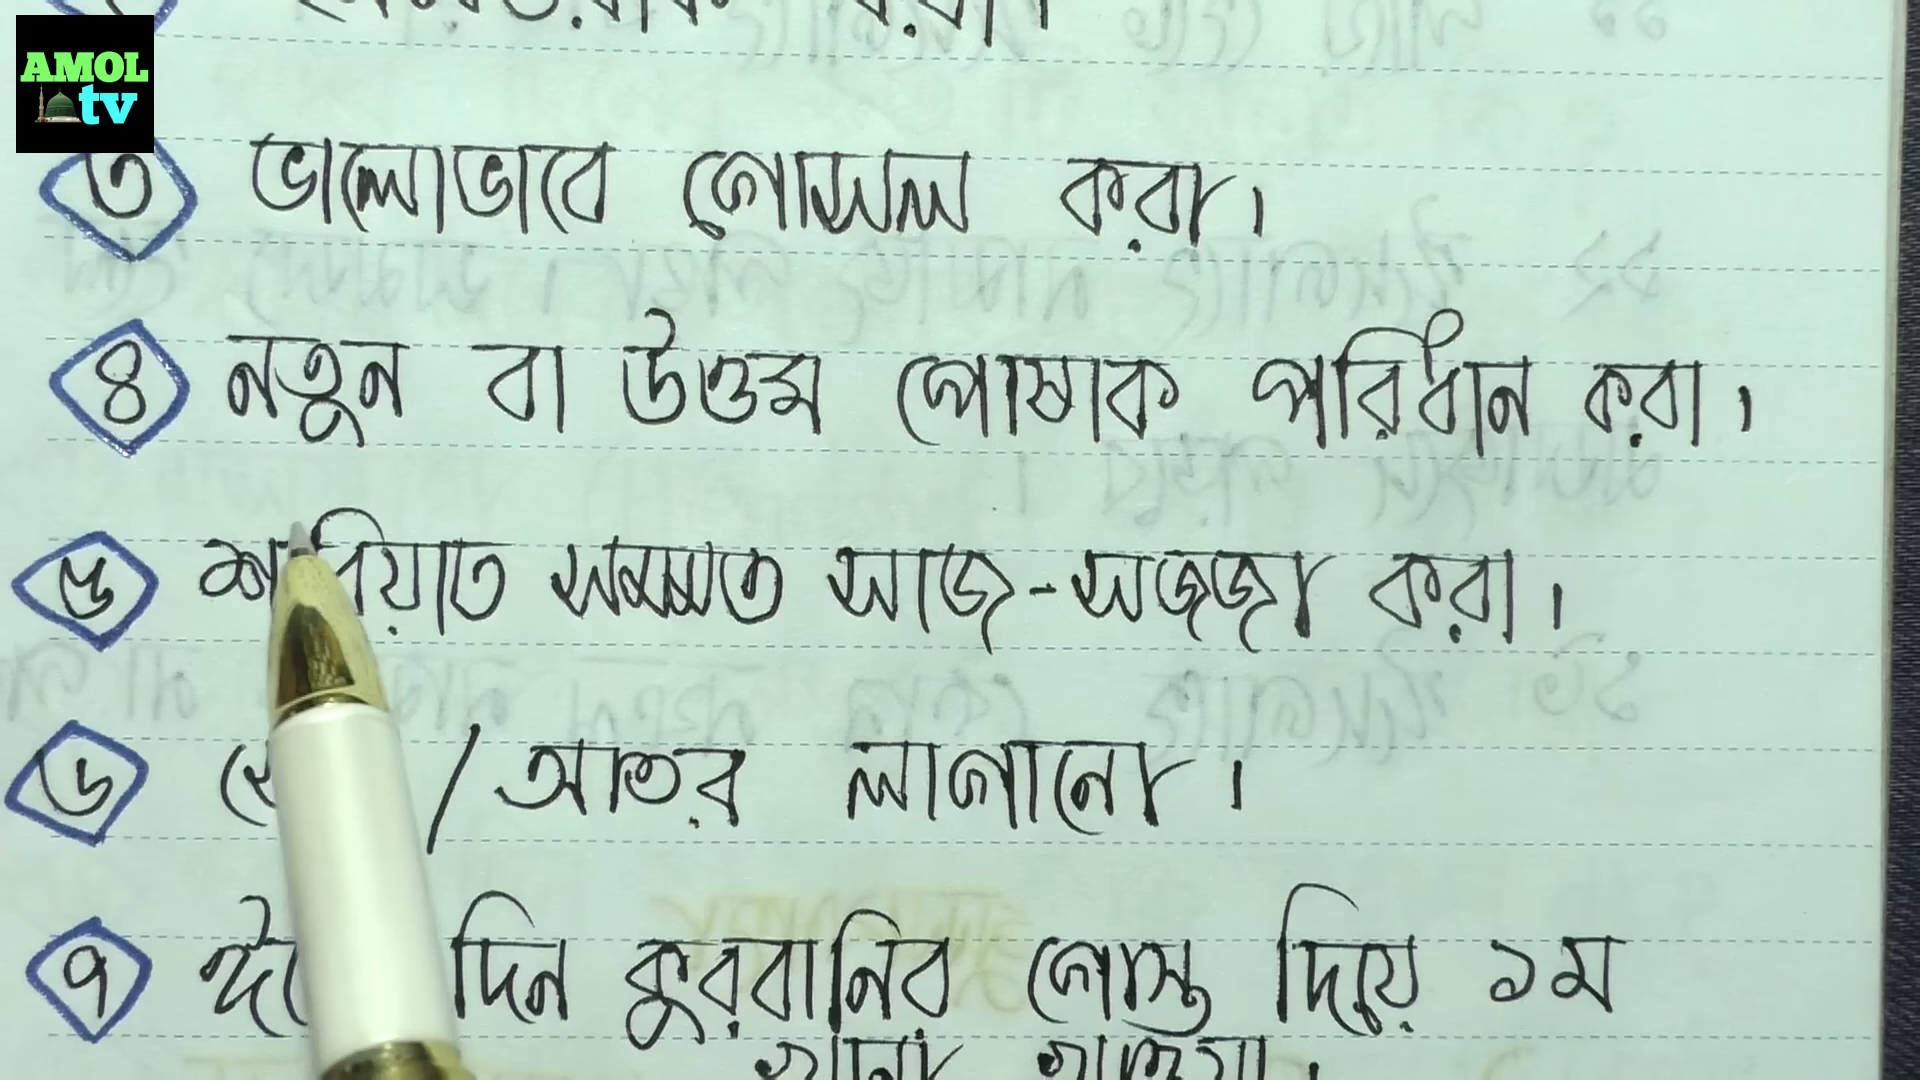 AMOL
tv
৩ ভালোভাবে গোসল করা।
৪ নতুন বা উত্তম পোষাক পরিধান করা।
৫ শরিয়াত সম্মত সাজ-সজ্জা করা।
৬ / আতর লাগানো।
৭ দিন কুরবানির গোস্ত দিয়ে ১ম
খানা খাওয়া।